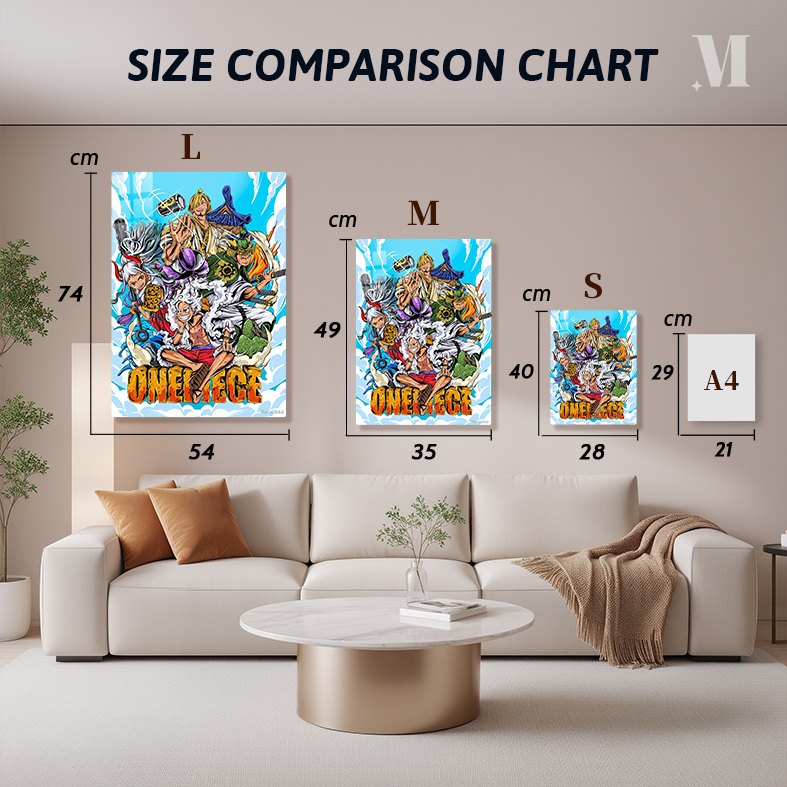 SIZE COMPARISON CHART
M
L
cm
74
54
ONE PIECE
M
cm
49
35
ONE PIECE
S
cm
40
28
ONE PIECE
cm
29
A4
21